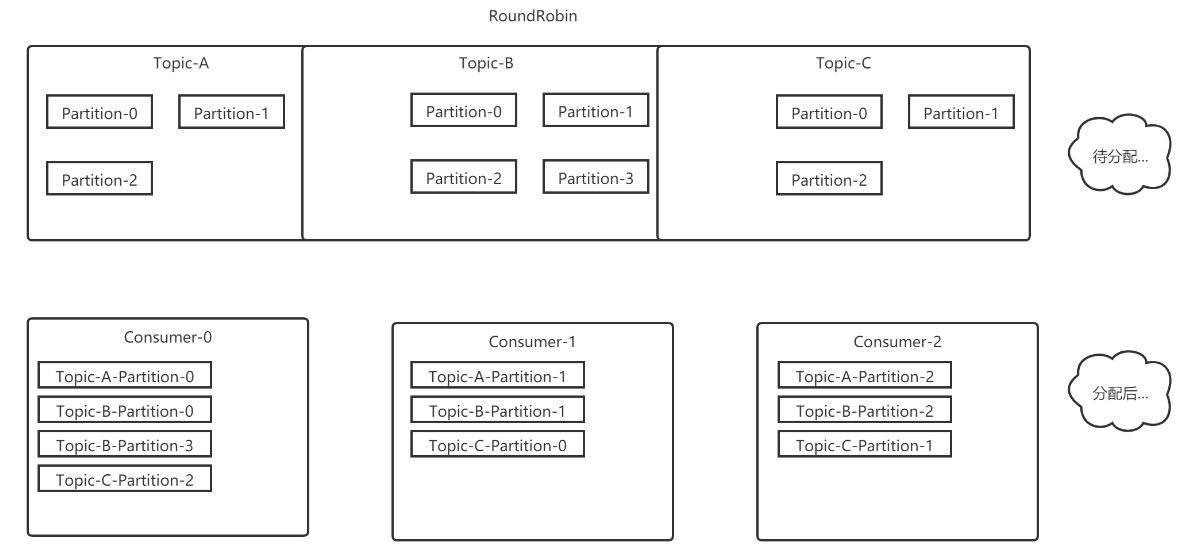 RoundRobin
Topic-A
Topic-B
Topic-C
Partition-0
Partition-1
Partition-0
Partition-1
Partition-0
Partition-1
Partition-2
Partition-2
Partition-3
Partition-2
待分配...
Consumer-0
Topic-A-Partition-0
Topic-B-Partition-0
Topic-B-Partition-3
Topic-C-Partition-2
Consumer-1
Topic-A-Partition-1
Topic-B-Partition-1
Topic-C-Partition-0
Consumer-2
Topic-A-Partition-2
Topic-B-Partition-2
Topic-C-Partition-1
分配后...